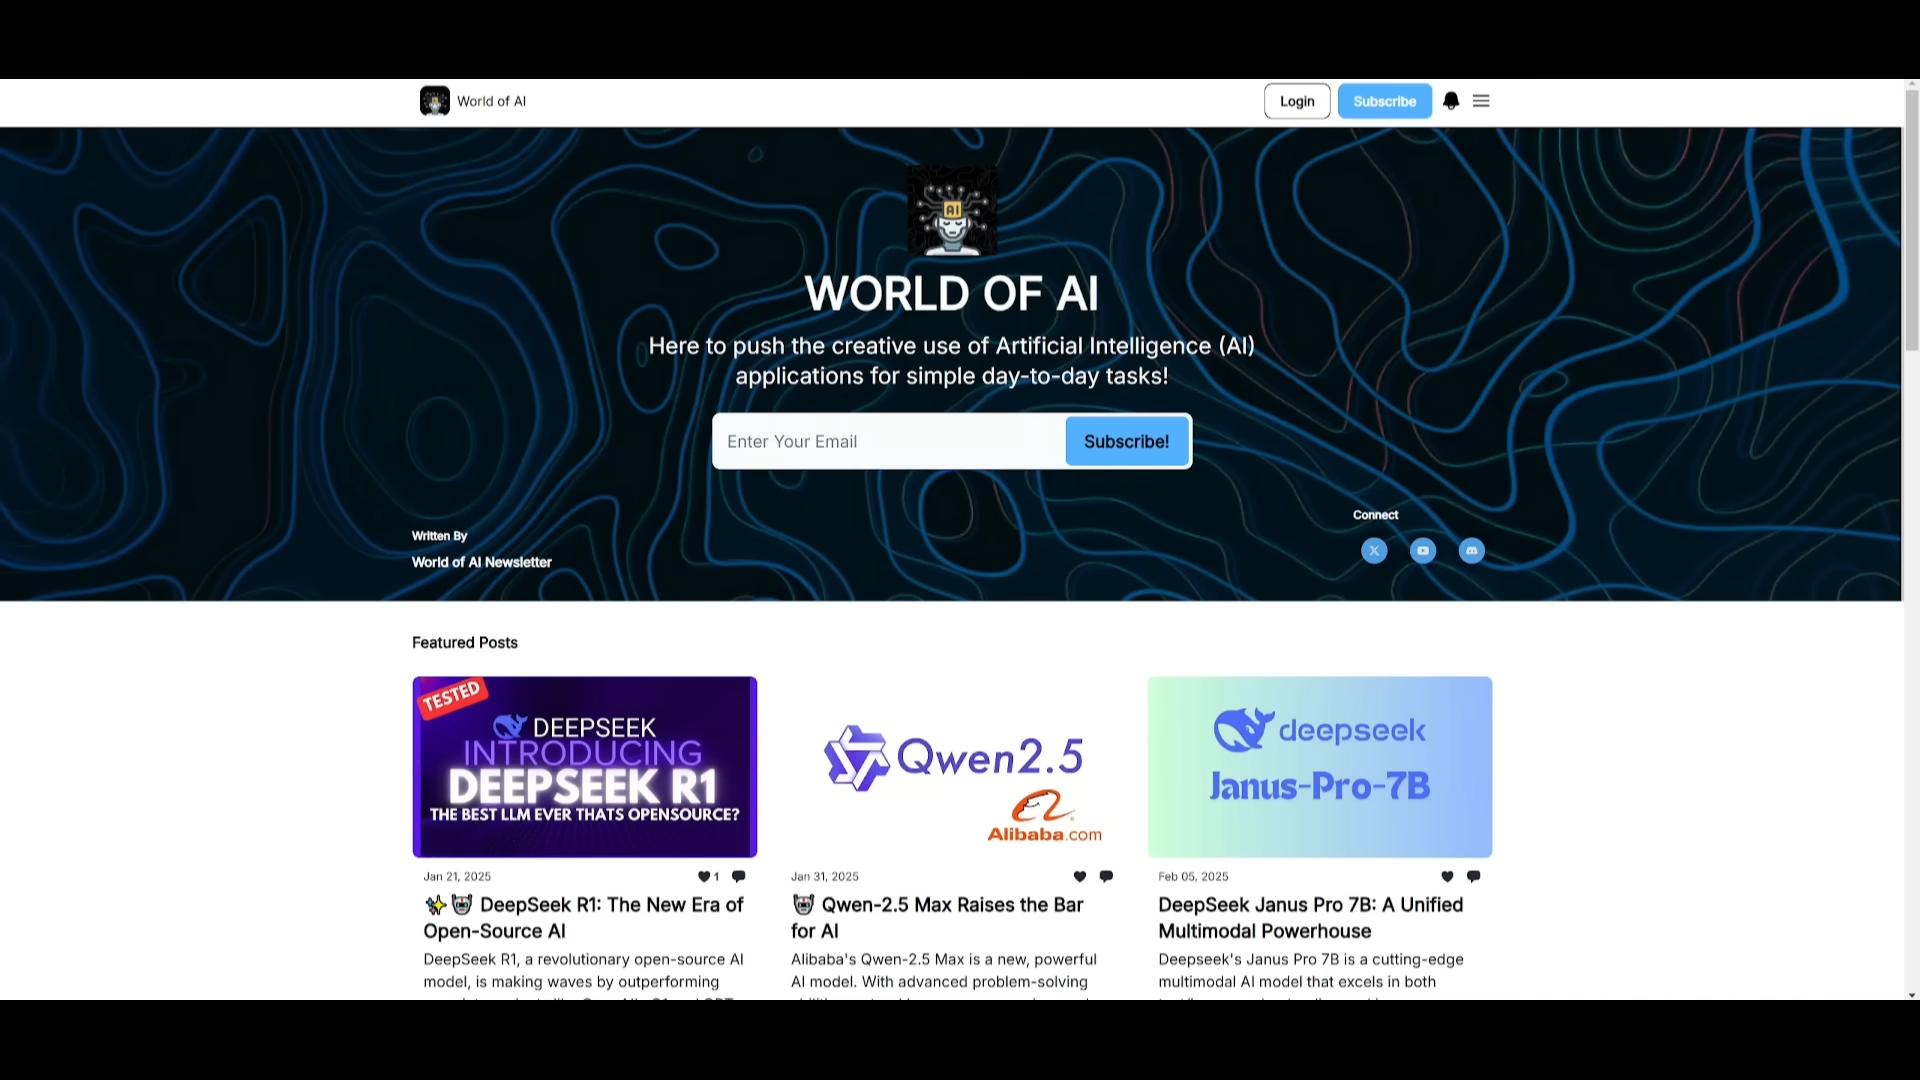 World of AI
Login
Subscribe
AI
WORLD OF AI
Here to push the creative use of Artificial Intelligence (AI)
applications for simple day-to-day tasks!
Enter Your Email
Subscribe!
Written By
World of AI Newsletter
Connect
Featured Posts
TESTED
DEEPSEEK
INTRODUCING
DEEPSEEK R1
THE BEST LLM EVER THATS OPENSOURCE?
Jan 21, 2025
1
✨🤖 DeepSeek R1: The New Era of
Open-Source AI
DeepSeek R1, a revolutionary open-source AI
model, is making waves by outperforming
Qwen2.5
Alibaba.com
Jan 31, 2025
🤖 Qwen-2.5 Max Raises the Bar
for AI
Alibaba's Qwen-2.5 Max is a new, powerful
AI model. With advanced problem-solving
deepseek
Janus-Pro-7B
Feb 05, 2025
DeepSeek Janus Pro 7B: A Unified
Multimodal Powerhouse
Deepseek's Janus Pro 7B is a cutting-edge
multimodal AI model that excels in both